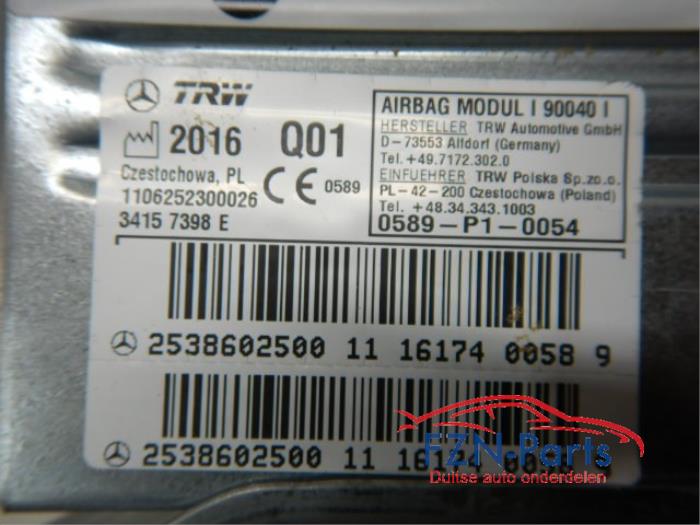 TRW
2016 Q01
Czestochowa, PL
1106252300026
CE 0589
3415 7398 E
AIRBAG MODUL I 90040 I
HERSTELLER TRW Automotive GmbH
D-73553 Alfdorf (Germany)
Tel.+49.7172.302.0
EINFUEHRER TRW Polska Sp.zo.o.
PL-42-200 Czestochowa (Poland)
Tel. +48.34.343.1003
0589-P1-0054
2538602500 11 16174 0058 9
2538602500 11 16174
FZN-Parts
Duitse auto onderdelen